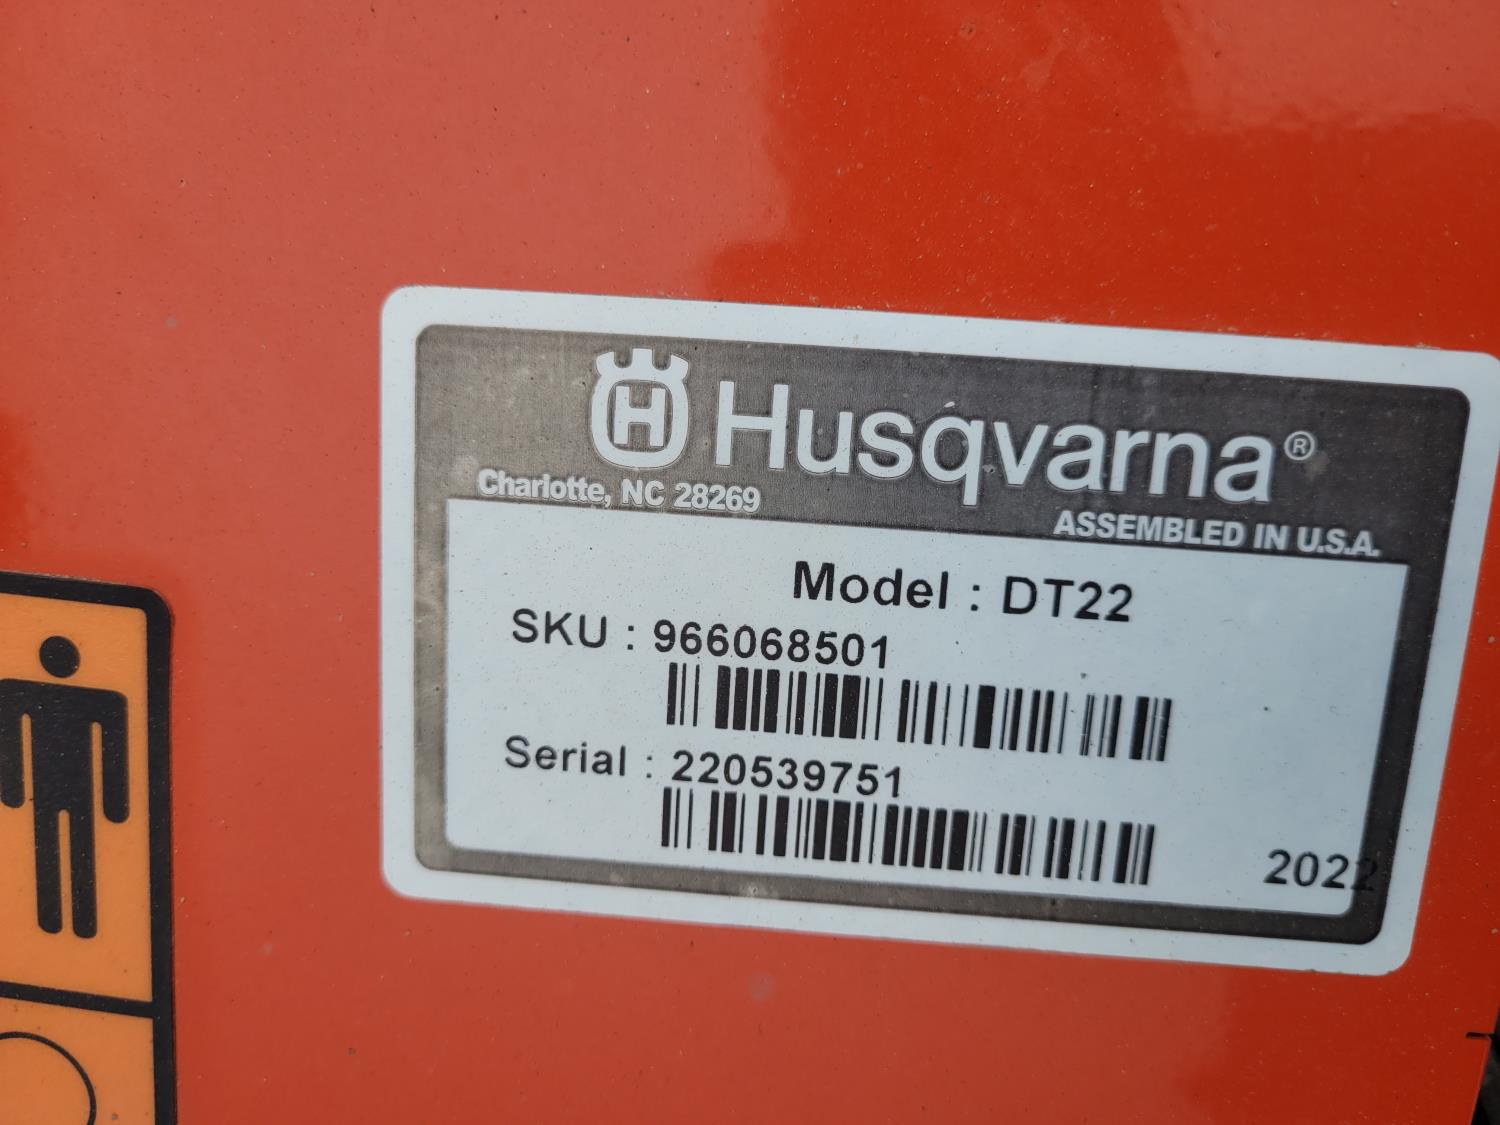 H Husqvarna®
Charlotte, NC 28269
ASSEMBLED IN U.S.A.
Model : DT22
SKU : 966068501
Serial : 220539751
2022